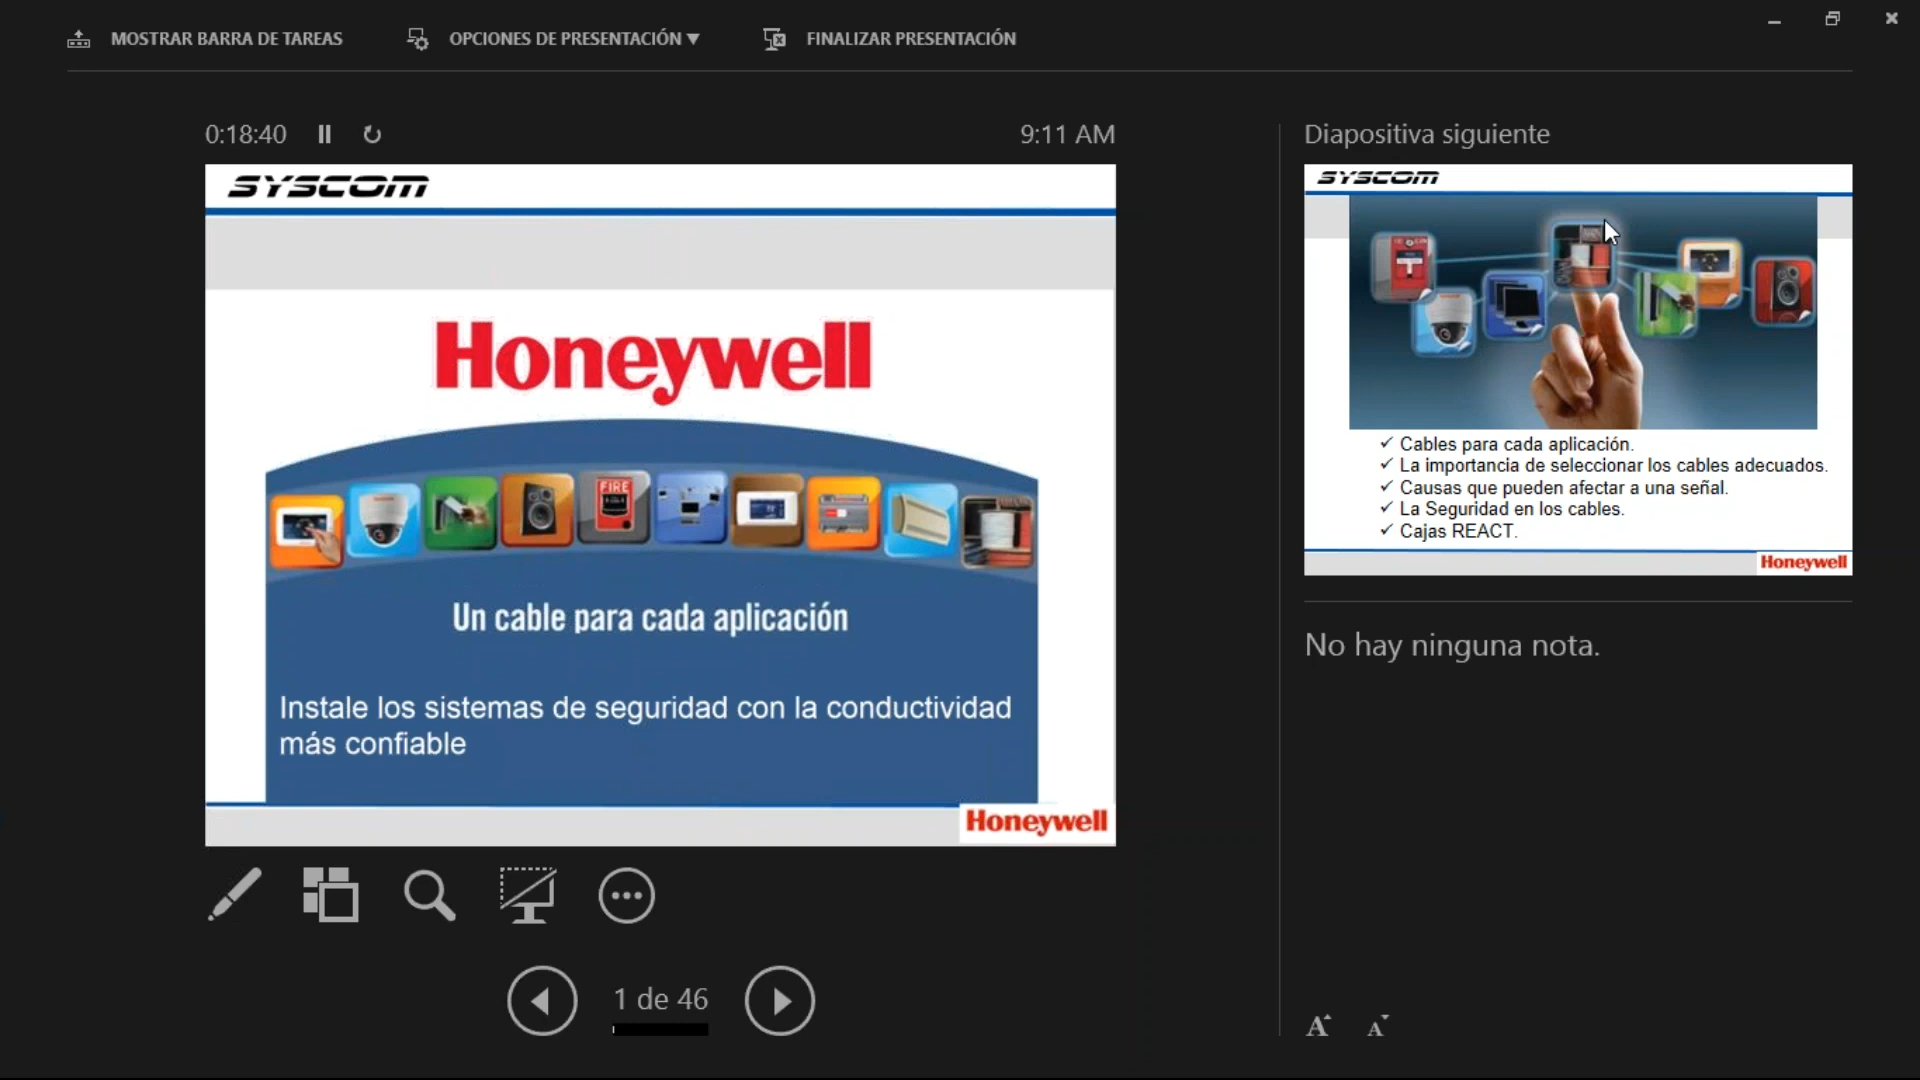 MOSTRAR BARRA DE TAREAS
OPCIONES DE PRESENTACIÓN
FINALIZAR PRESENTACIÓN
0:18:40
9:11 AM
SYSCOM
Honeywell
FIRE
Un cable para cada aplicación
Instale los sistemas de seguridad con la conductividad
más confiable
Honeywell
1 de 46
Diapositiva siguiente
SYSCOM
Cables para cada aplicación.
La importancia de seleccionar los cables adecuados.
Causas que pueden afectar a una señal.
La Seguridad en los cables.
Cajas REACT.
Honeywell
No hay ninguna nota.
A A